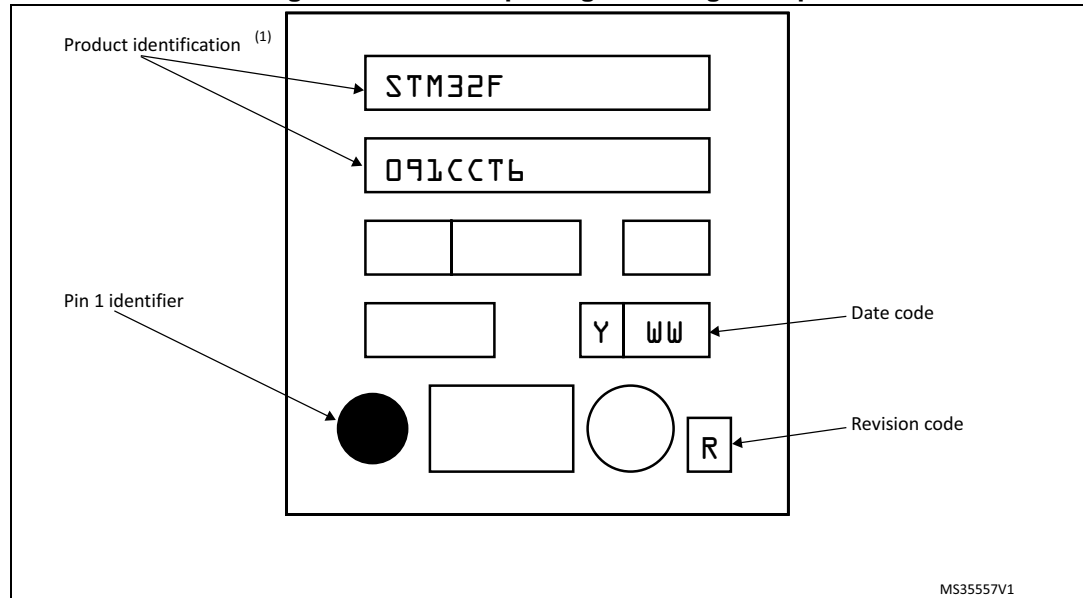 Product identification (1)
STM32F
091CCT6
Pin 1 identifier
Y WW
Date code
Revision code
R
MS35557V1